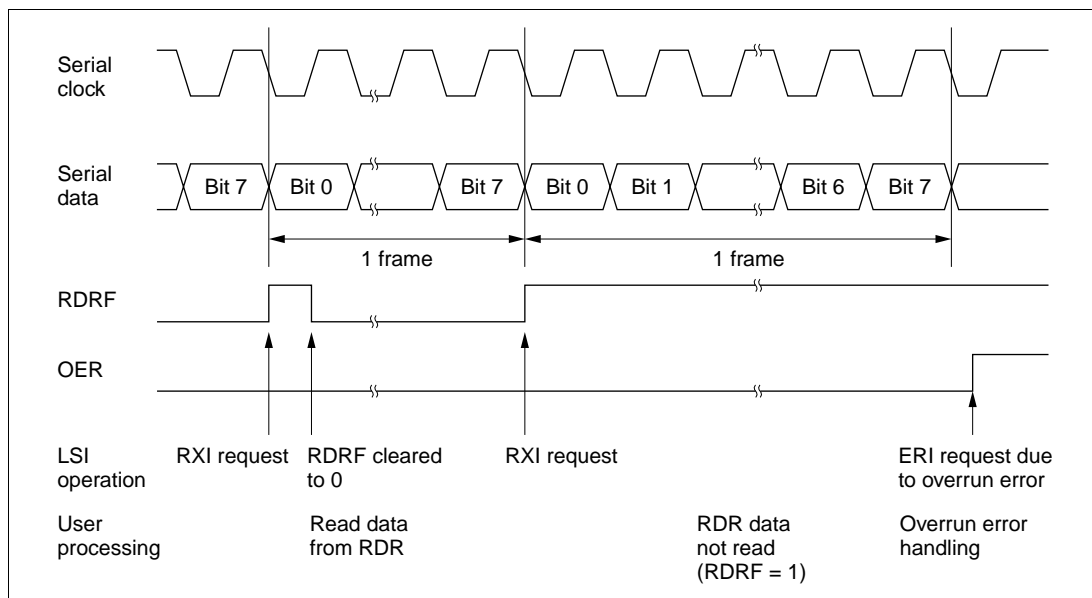 Serial
clock
Serial
data
Bit 7
Bit 0
Bit 7
Bit 0
Bit 1
Bit 6
Bit 7
1 frame
1 frame
RDRF
OER
LSI
operation
RXI request
RDRF cleared
to 0
RXI request
ERI request due
to overrun error
User
processing
Read data
from RDR
RDR data
not read
(RDRF = 1)
Overrun error
handling